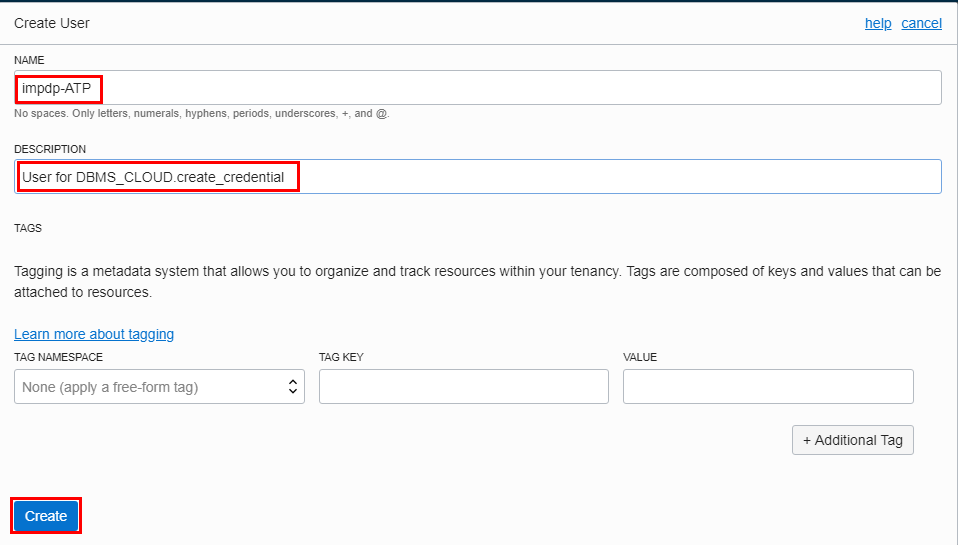 Create User help cancel
NAME
impdp-ATP
No spaces. Only letters, numerals, hyphens, periods, underscores, +, and @.
DESCRIPTION
User for DBMS_CLOUD.create_credential
TAGS
Tagging is a metadata system that allows you to organize and track resources within your tenancy. Tags are composed of keys and values that can be
attached to resources.
Learn more about tagging
TAG NAMESPACE TAG KEY VALUE
None (apply a free-form tag)
+ Additional Tag
Create